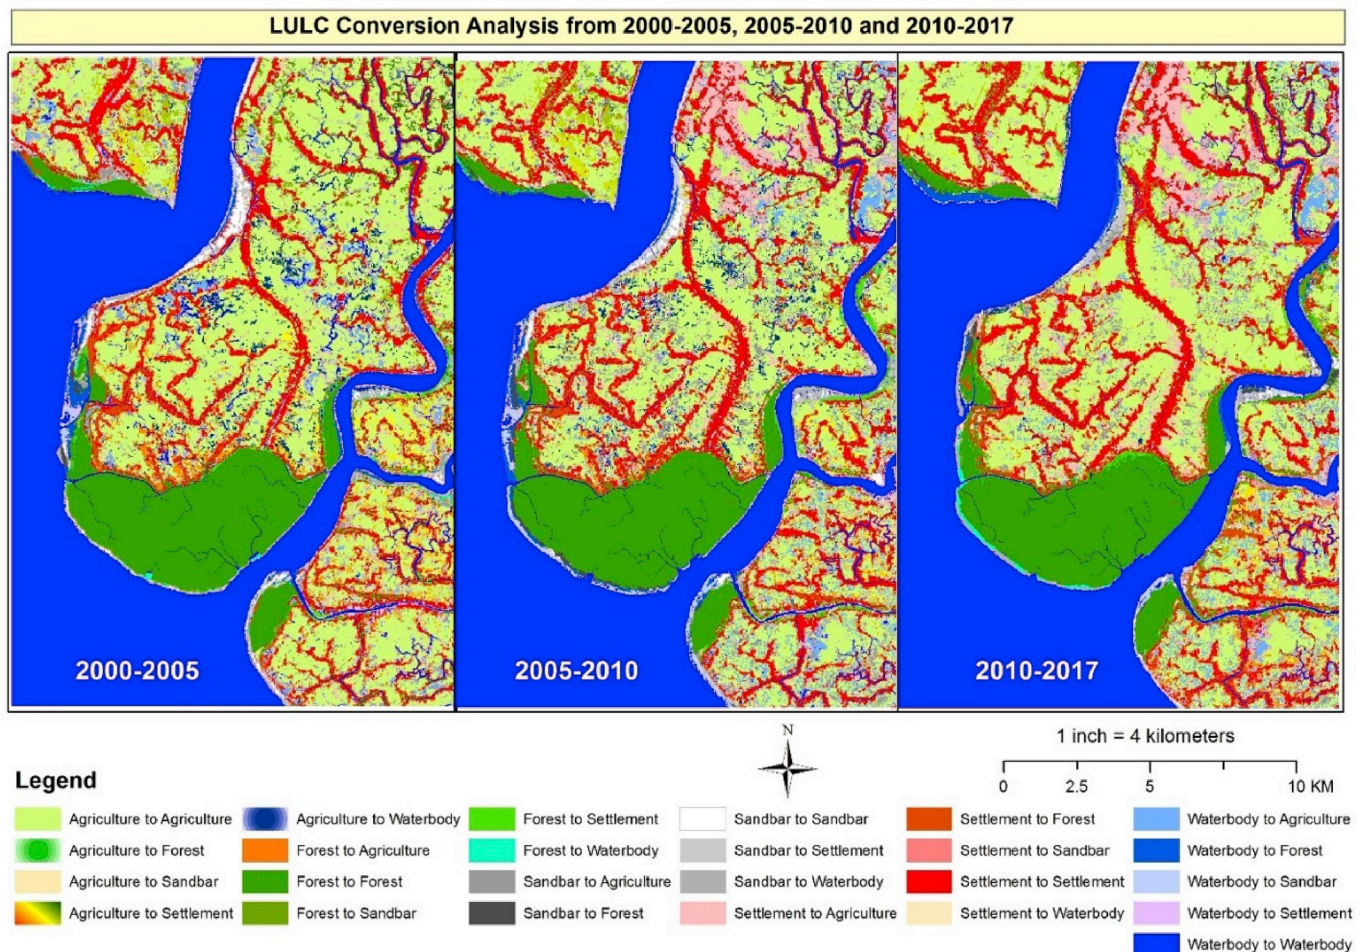 LULC Conversion Analysis from 2000-2005, 2005-2010 and 2010-2017
2000-2005
2005-2010
2010-2017
N
1 inch = 4 kilometers
0 2.5 5 10 KM
Legend
Agriculture to Agriculture
Agriculture to Forest
Agriculture to Sandbar
Agriculture to Settlement
Agriculture to Waterbody
Forest to Agriculture
Forest to Forest
Forest to Sandbar
Forest to Settlement
Forest to Waterbody
Sandbar to Agriculture
Sandbar to Forest
Sandbar to Sandbar
Sandbar to Settlement
Sandbar to Waterbody
Settlement to Agriculture
Settlement to Forest
Settlement to Sandbar
Settlement to Settlement
Settlement to Waterbody
Waterbody to Agriculture
Waterbody to Forest
Waterbody to Sandbar
Waterbody to Settlement
Waterbody to Waterbody